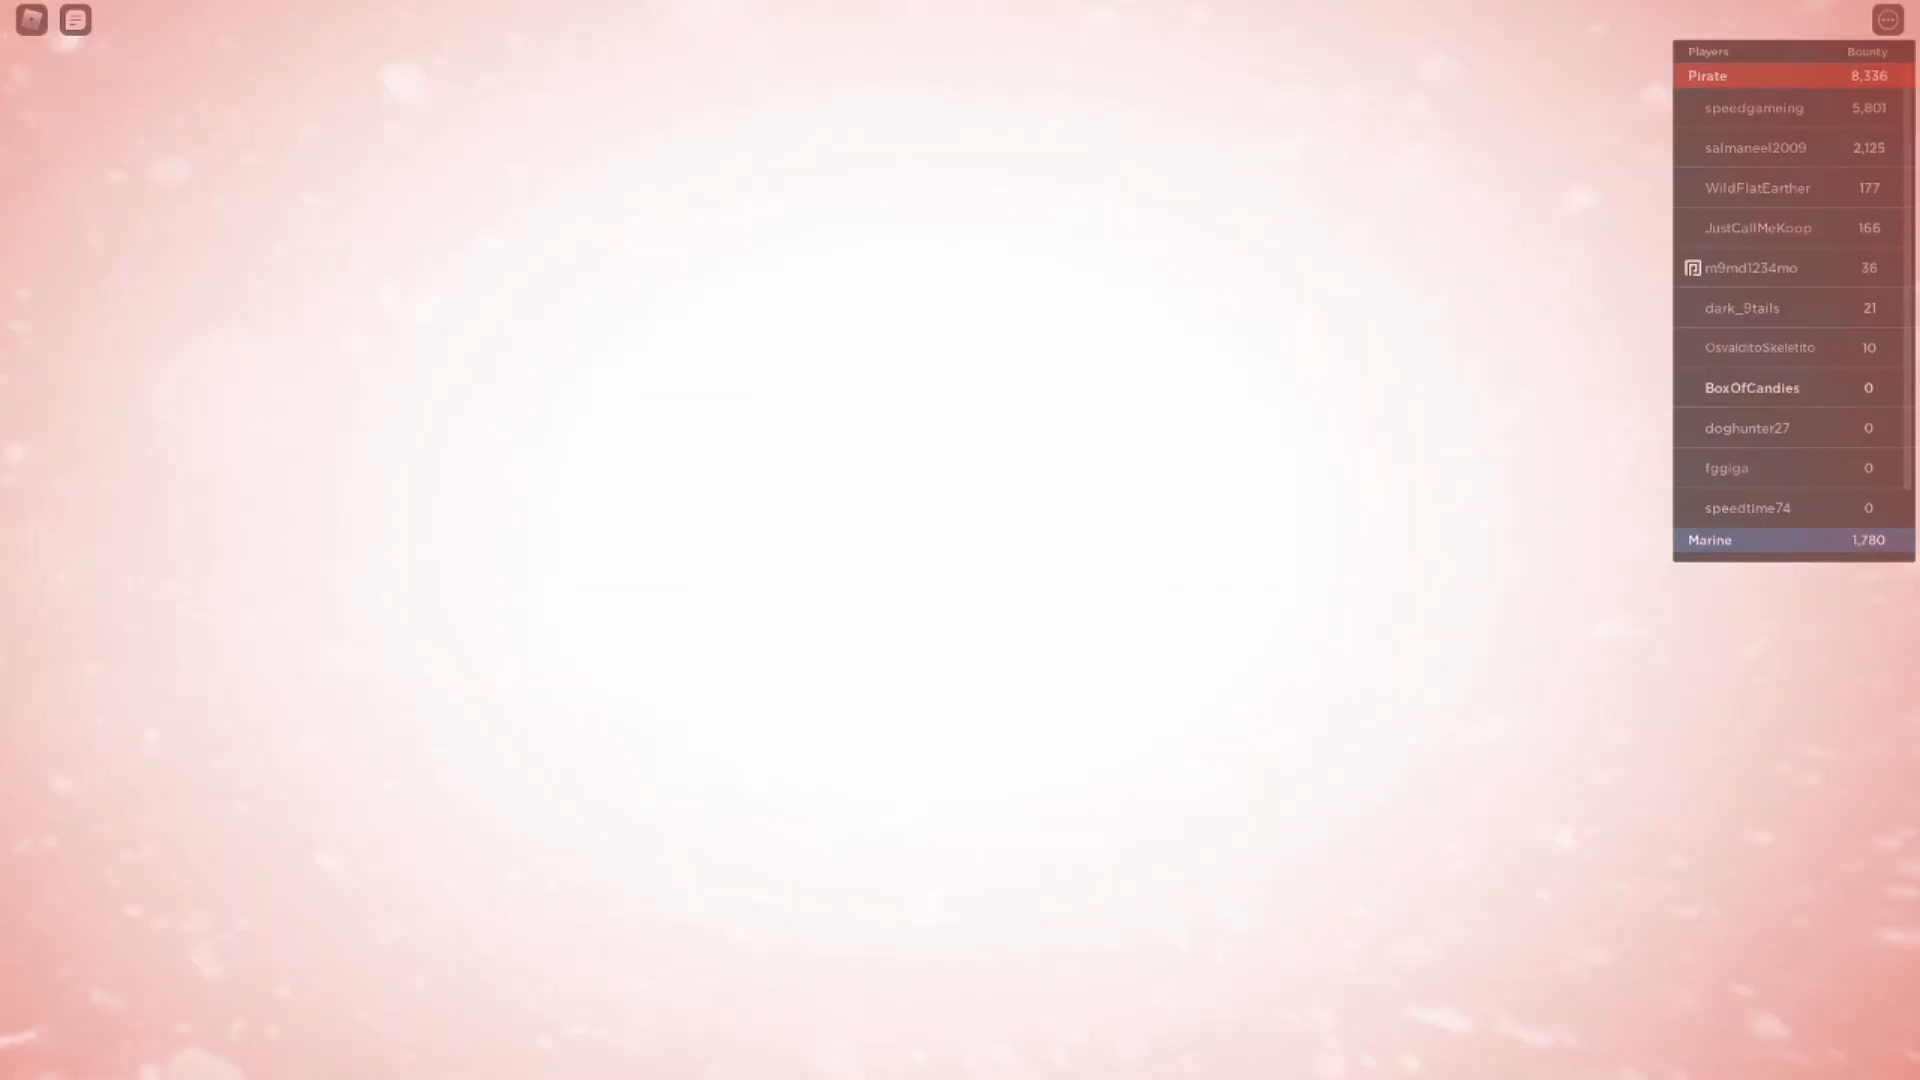 Players Bounty
Pirate 8,336
speedgameing 5,801
salmaneel2009 2,125
WildFlatEarther 177
JustCallMeKoop 166
m9md1234mo 36
dark_9tails 21
OsvalditoSkeletito 10
BoxOfCandies 0
doghunter27 0
fggiga 0
speedtime74 0
Marine 1,780